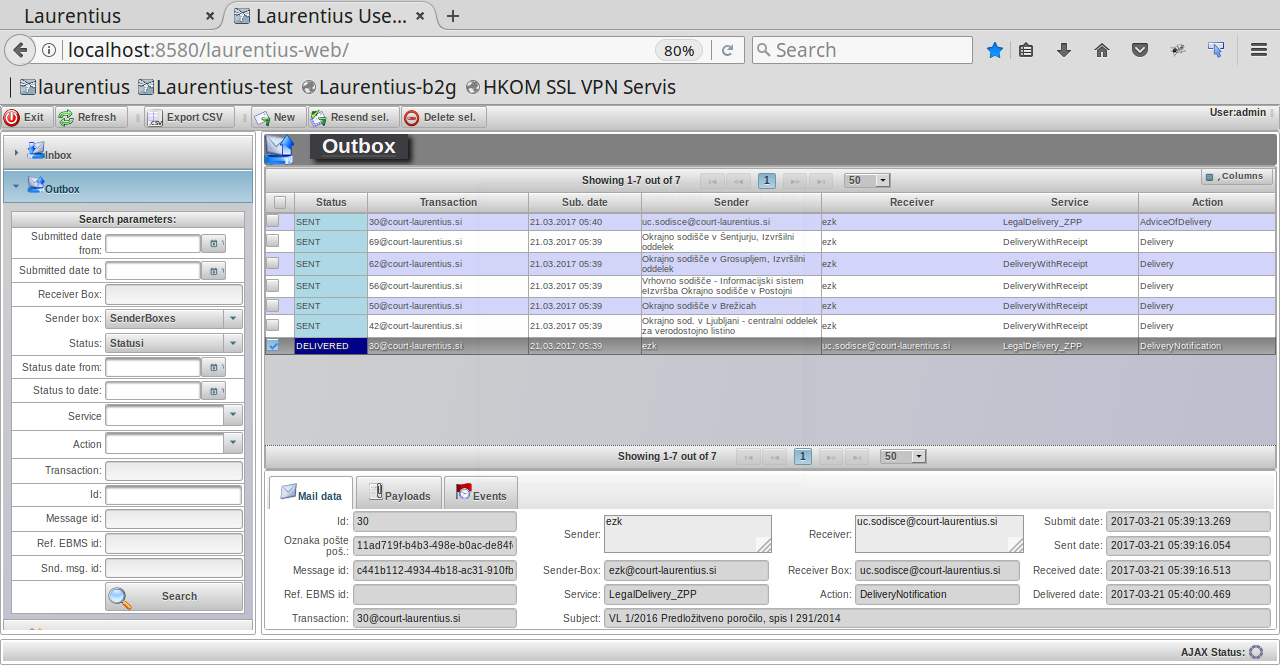 Laurentius × Laurentius Use... × +
localhost:8580/laurentius-web/ 80% Search
laurentius Laurentius-test Laurentius-b2g HKOM SSL VPN Servis
Exit Refresh Export CSV New Resend sel. Delete sel. User:admin
Inbox
Outbox
Search parameters:
Submitted date from:
Submitted date to
Receiver Box:
Sender box: SenderBoxes
Status: Statusi
Status date from:
Status to date:
Service
Action
Transaction:
Id:
Message id:
Ref. EBMS id:
Snd. msg. id:
Search
Outbox
Showing 1-7 out of 7 1 50 Columns
Status Transaction Sub. date Sender Receiver Service Action
SENT 30@court-laurentius.si 21.03.2017 05:40 uc.sodisce@court-laurentius.si ezk LegalDelivery_ZPP AdviceOfDelivery
SENT 69@court-laurentius.si 21.03.2017 05:39 Okrajno sodišče v Šentjurju, Izvršilni oddelek ezk DeliveryWithReceipt Delivery
SENT 62@court-laurentius.si 21.03.2017 05:39 Okrajno sodišče v Grosupljem, Izvršilni oddelek ezk DeliveryWithReceipt Delivery
SENT 56@court-laurentius.si 21.03.2017 05:39 Vrhovno sodišče - Informacijski sistem eIzvršba Okrajno sodišče v Postojni ezk DeliveryWithReceipt Delivery
SENT 50@court-laurentius.si 21.03.2017 05:39 Okrajno sodišče v Brežicah ezk DeliveryWithReceipt Delivery
SENT 42@court-laurentius.si 21.03.2017 05:39 Okrajno sod. v Ljubljani - centralni oddelek za verodostojno listino ezk DeliveryWithReceipt Delivery
DELIVERED 30@court-laurentius.si 21.03.2017 05:39 ezk uc.sodisce@court-laurentius.si LegalDelivery_ZPP DeliveryNotification
Showing 1-7 out of 7 1 50
Mail data Payloads Events
Id: 30
Oznaka pošte poš.: 11ad719f-b4b3-498e-b0ac-de84f
Message id: c441b112-4934-4b18-ac31-910fb
Ref. EBMS id:
Transaction: 30@court-laurentius.si
Sender: ezk
Sender-Box: ezk@court-laurentius.si
Service: LegalDelivery_ZPP
Subject: VL 1/2016 Predložitveno poročilo, spis I 291/2014
Receiver: uc.sodisce@court-laurentius.si
Receiver Box: uc.sodisce@court-laurentius.si
Action: DeliveryNotification
Submit date: 2017-03-21 05:39:13.269
Sent date: 2017-03-21 05:39:16.054
Received date: 2017-03-21 05:39:16.513
Delivered date: 2017-03-21 05:40:00.469
AJAX Status: